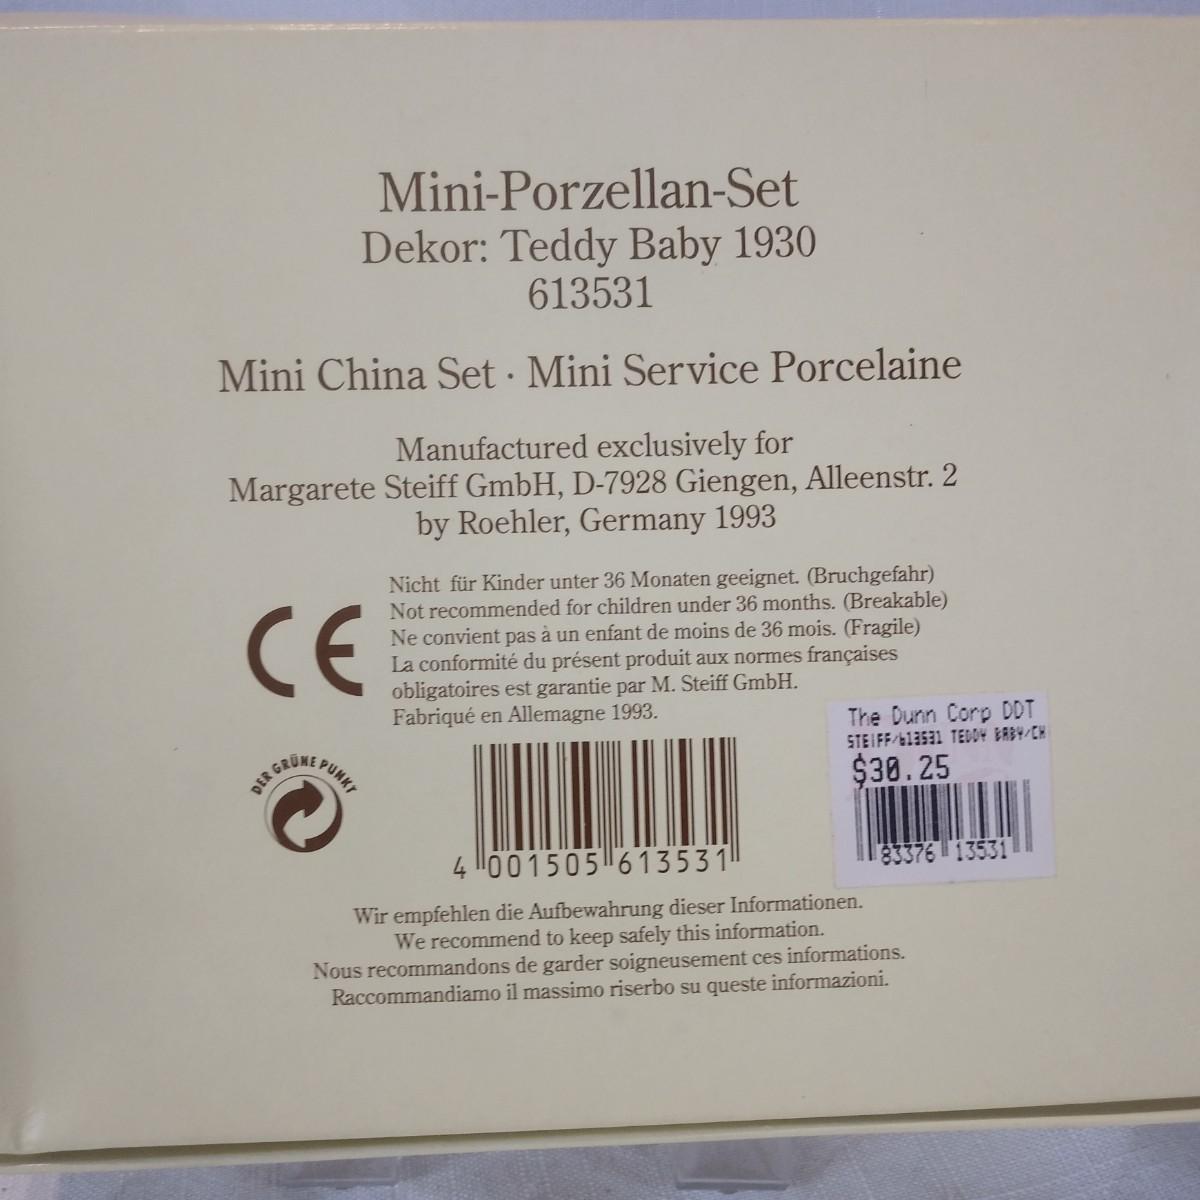 Mini-Porzellan-Set
Dekor: Teddy Baby 1930
613531
Mini China Set · Mini Service Porcelaine
Manufactured exclusively for
Margarete Steiff GmbH, D-7928 Giengen, Alleenstr. 2
by Roehler, Germany 1993
CE
Nicht für Kinder unter 36 Monaten geeignet. (Bruchgefahr)
Not recommended for children under 36 months. (Breakable)
Ne convient pas à un enfant de moins de 36 mois. (Fragile)
La conformité du présent produit aux normes françaises
obligatoires est garantie par M. Steiff GmbH.
Fabriqué en Allemagne 1993.
DER GRÜNE PUNKT
4 001505 613531
The Dunn Corp DDT
STEIFF/613531 TEDDY BABY/CH
$30.25
83376 13531
Wir empfehlen die Aufbewahrung dieser Informationen.
We recommend to keep safely this information.
Nous recommandons de garder soigneusement ces informations.
Raccommandiamo il massimo riserbo su queste informazioni.